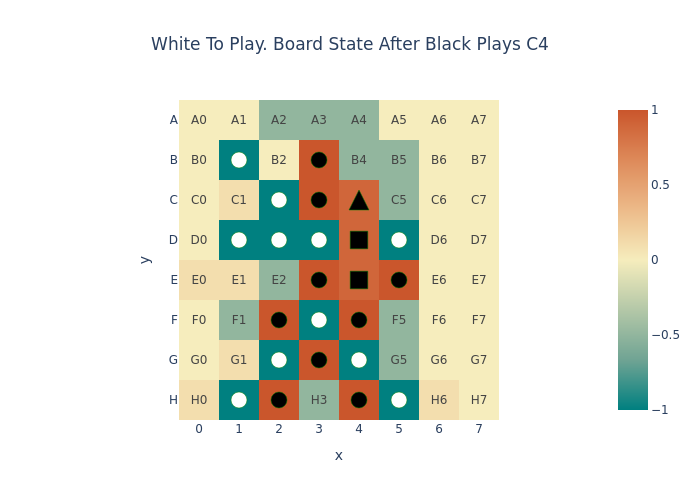 White To Play. Board State After Black Plays C4
A A0 A1 A2 A3 A4 A5 A6 A7 1
B B0 B2 B4 B5 B6 B7
0.5
C C0 C1 C5 C6 C7
D D0 D6 D7
y 0
E E0 E1 E2 E6 E7
F F0 F1 F5 F6 F7
−0.5
G G0 G1 G5 G6 G7
H H0 H3 H6 H7 −1
0 1 2 3 4 5 6 7
x